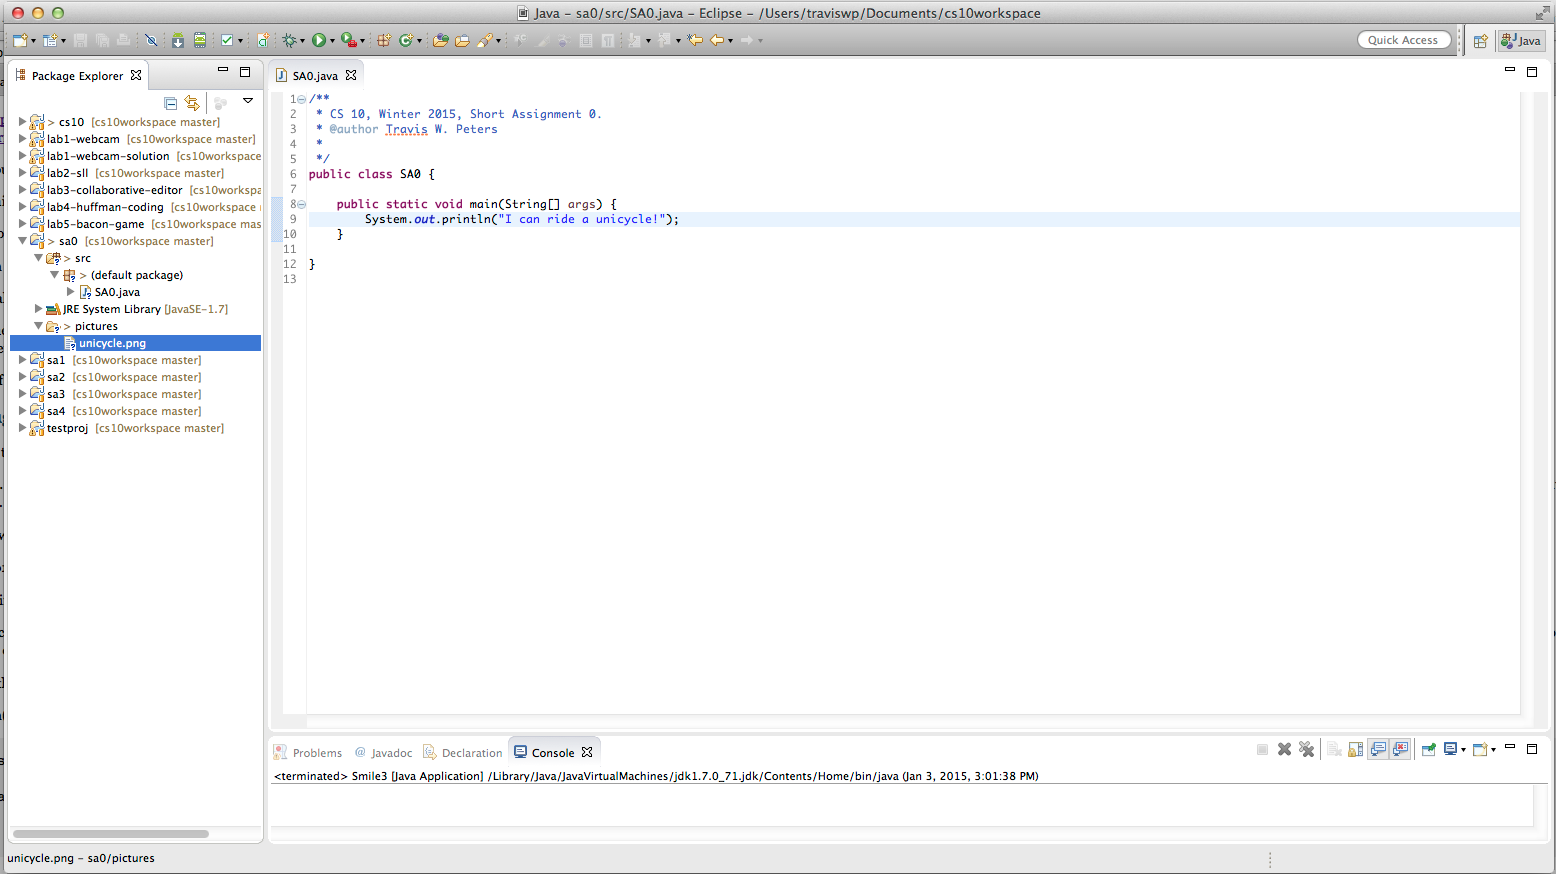 Java - sa0/src/SA0.java - Eclipse - /Users/traviswp/Documents/cs10workspace
Quick Access
Java
Package Explorer
> cs10 [cs10workspace master]
lab1-webcam [cs10workspace master]
lab1-webcam-solution [cs10workspace
lab2-sll [cs10workspace master]
lab3-collaborative-editor [cs10workspa
lab4-huffman-coding [cs10workspace
lab5-bacon-game [cs10workspace mas
> sa0 [cs10workspace master]
> src
> (default package)
SA0.java
JRE System Library [JavaSE-1.7]
> pictures
unicycle.png
sa1 [cs10workspace master]
sa2 [cs10workspace master]
sa3 [cs10workspace master]
sa4 [cs10workspace master]
testproj [cs10workspace master]
SA0.java
1 /**
2 * CS 10, Winter 2015, Short Assignment 0.
3 * @author Travis W. Peters
4 *
5 */
6 public class SA0 {
7
8 public static void main(String[] args) {
9 System.out.println("I can ride a unicycle!");
10 }
11
12 }
13
Problems @ Javadoc Declaration Console
<terminated> Smile3 [Java Application] /Library/Java/JavaVirtualMachines/jdk1.7.0_71.jdk/Contents/Home/bin/java (Jan 3, 2015, 3:01:38 PM)
unicycle.png - sa0/pictures